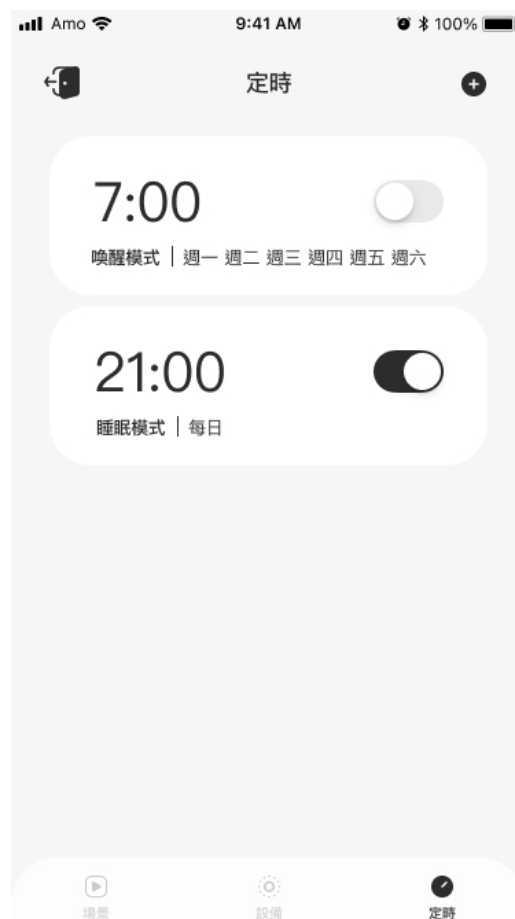 Amo 9:41 AM 100%
定時
7:00
喚醒模式 | 週一 週二 週三 週四 週五 週六
21:00
睡眠模式 | 每日
場景 設備 定時